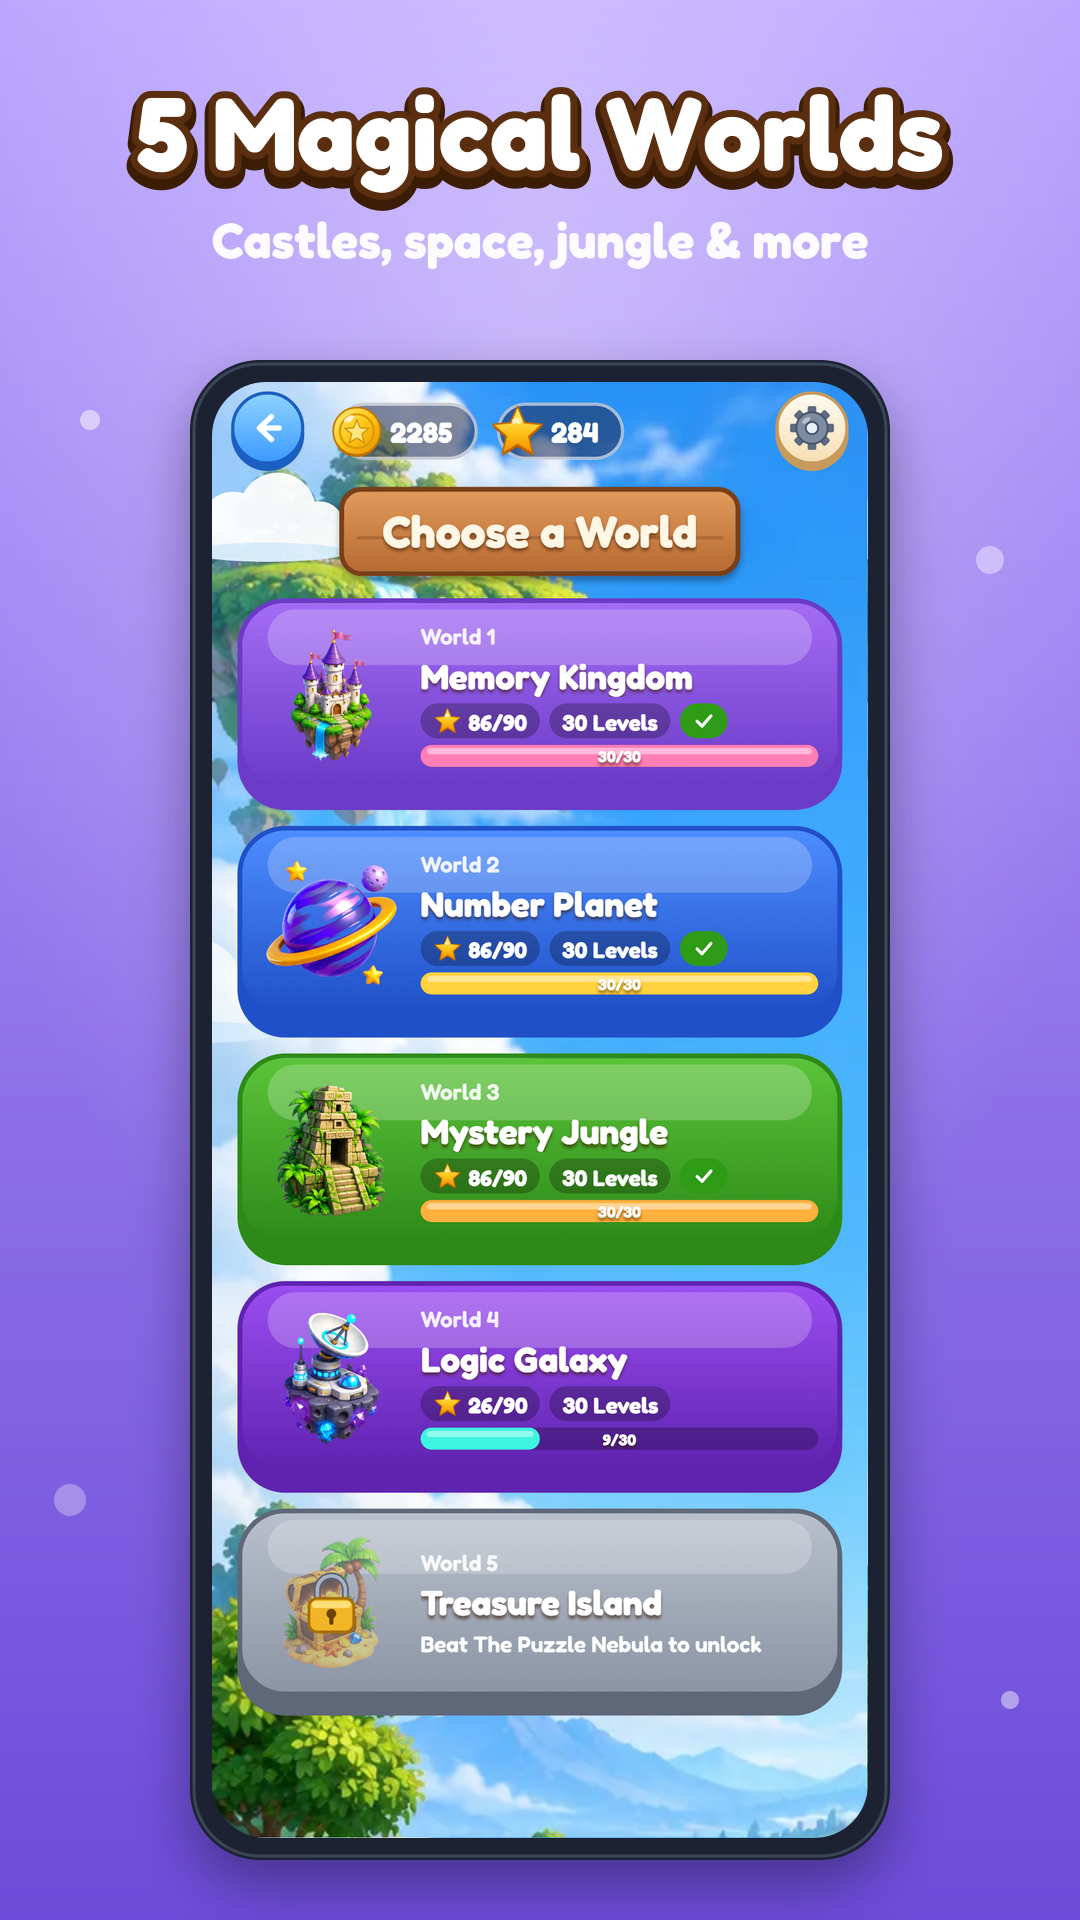 5 Magical Worlds
Castles, space, jungle & more
2285
284
Choose a World
World 1
Memory Kingdom
86/90
30 Levels
30/30
World 2
Number Planet
86/90
30 Levels
30/30
World 3
Mystery Jungle
86/90
30 Levels
30/30
World 4
Logic Galaxy
26/90
30 Levels
9/30
World 5
Treasure Island
Beat The Puzzle Nebula to unlock